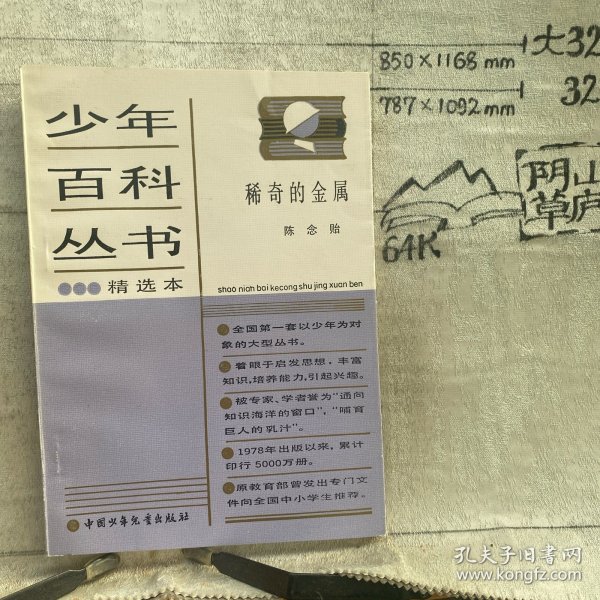 少年
百科
丛书
精选本
稀奇的金属
陈念贻
shao nian bai kecong shu jing xuan ben
全国第一套以少年为对
象的大型丛书。
着眼于启发思想，丰富
知识，培养能力，引起兴趣。
被专家、学者誉为“通向
知识海洋的窗口”，“哺育
巨人的乳汁”。
1978年出版以来，累计
印行5000万册。
原教育部曾发出专门文
件向全国中小学生推荐。
中国少年儿童出版社
850×1168mm
大32
787×1092mm
32
64K
阴山
草庐
孔夫子旧书网
www.kongfz.com